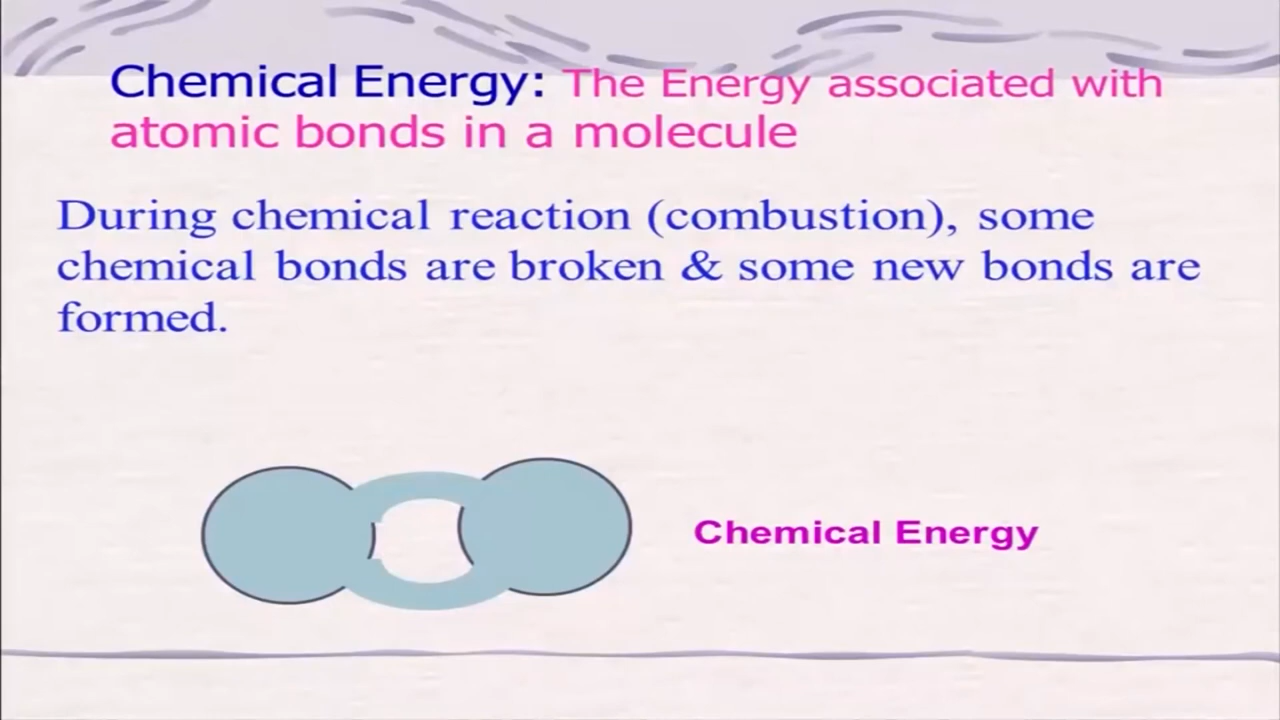 Chemical Energy: The Energy associated with
atomic bonds in a molecule
During chemical reaction (combustion), some
chemical bonds are broken & some new bonds are
formed.
Chemical Energy